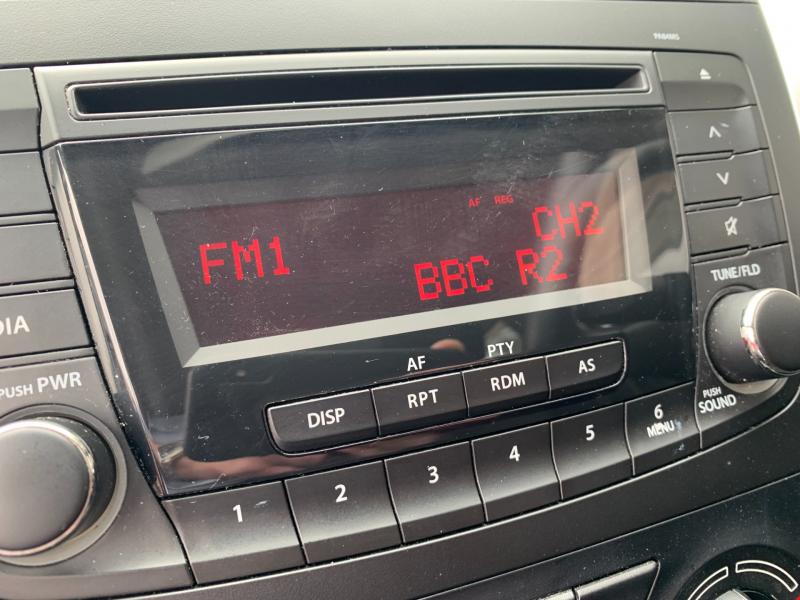 PA84MS
AF REG
CH2
FM1
BBC R2
TUNE/FLD
DIA
AF PTY
DISP RPT RDM AS
PUSH PWR
PUSH
SOUND
1 2 3 4 5 6
MENU